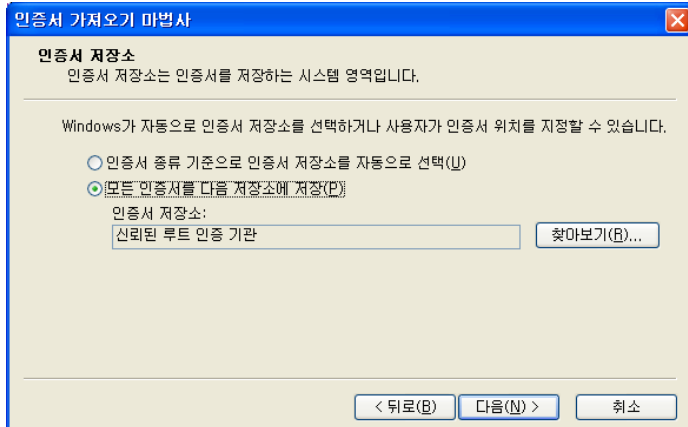 인증서 가져오기 마법사
인증서 저장소
인증서 저장소는 인증서를 저장하는 시스템 영역입니다.
Windows가 자동으로 인증서 저장소를 선택하거나 사용자가 인증서 위치를 지정할 수 있습니다.
인증서 종류 기준으로 인증서 저장소를 자동으로 선택(U)
모든 인증서를 다음 저장소에 저장(P)
인증서 저장소:
신뢰된 루트 인증 기관 찾아보기(R)...
< 뒤로(B) 다음(N) > 취소